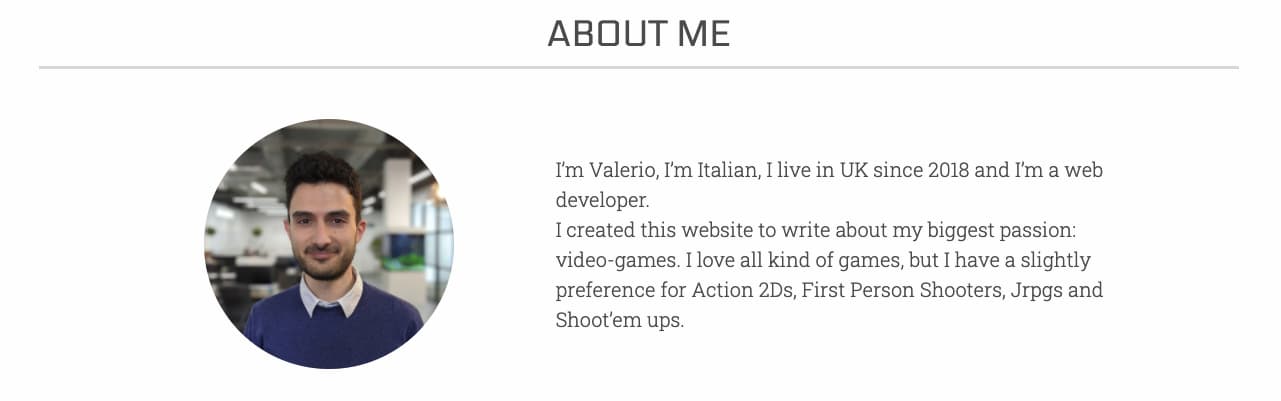 ABOUT ME
I’m Valerio, I’m Italian, I live in UK since 2018 and I’m a web
developer.
I created this website to write about my biggest passion:
video-games. I love all kind of games, but I have a slightly
preference for Action 2Ds, First Person Shooters, Jrpgs and
Shoot’em ups.